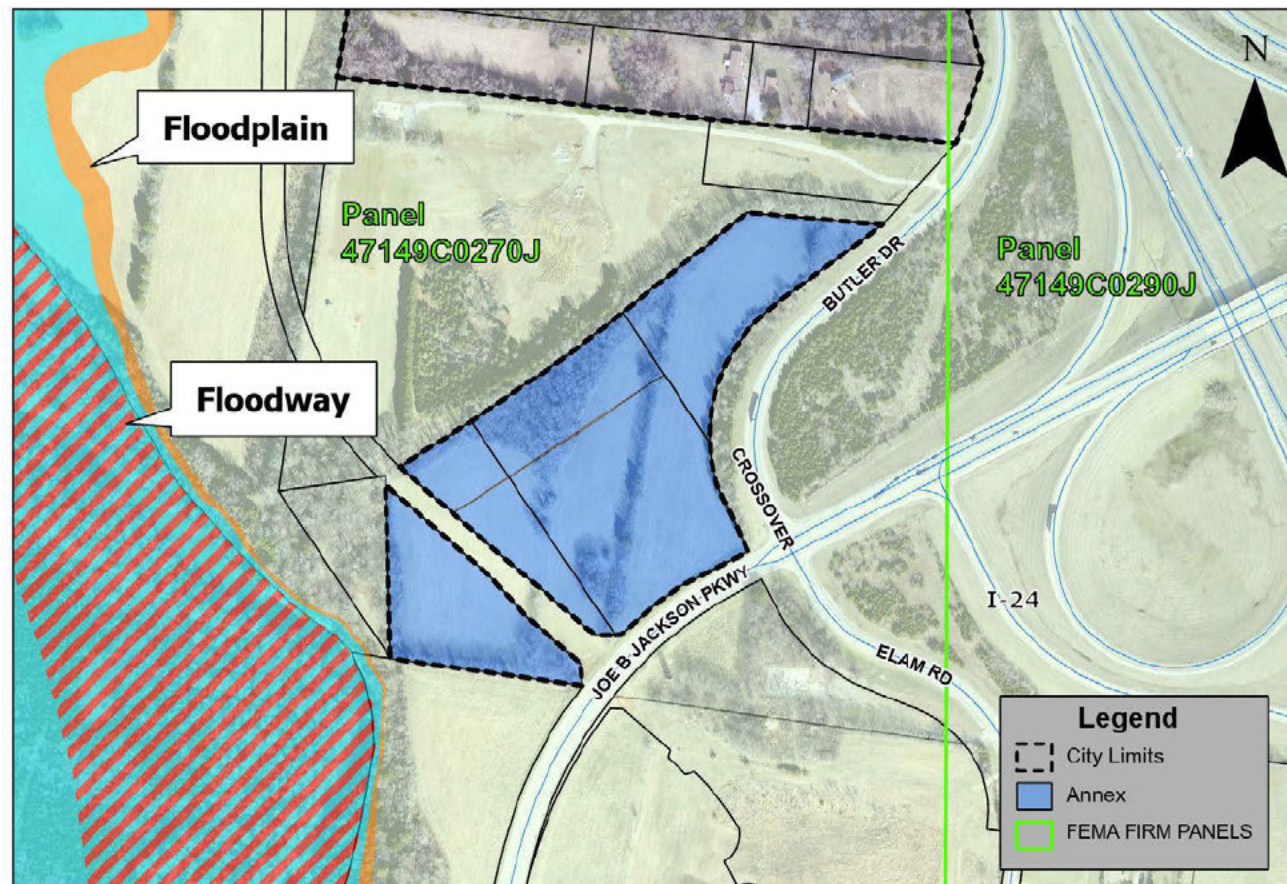 N
Floodplain
24
Panel
47149C0270J
BUTLER DR
Panel
47149C0290J
Floodway
CROSSOVER
JOE B JACKSON PKWY
I-24
ELAM RD
Legend
City Limits
Annex
FEMA FIRM PANELS